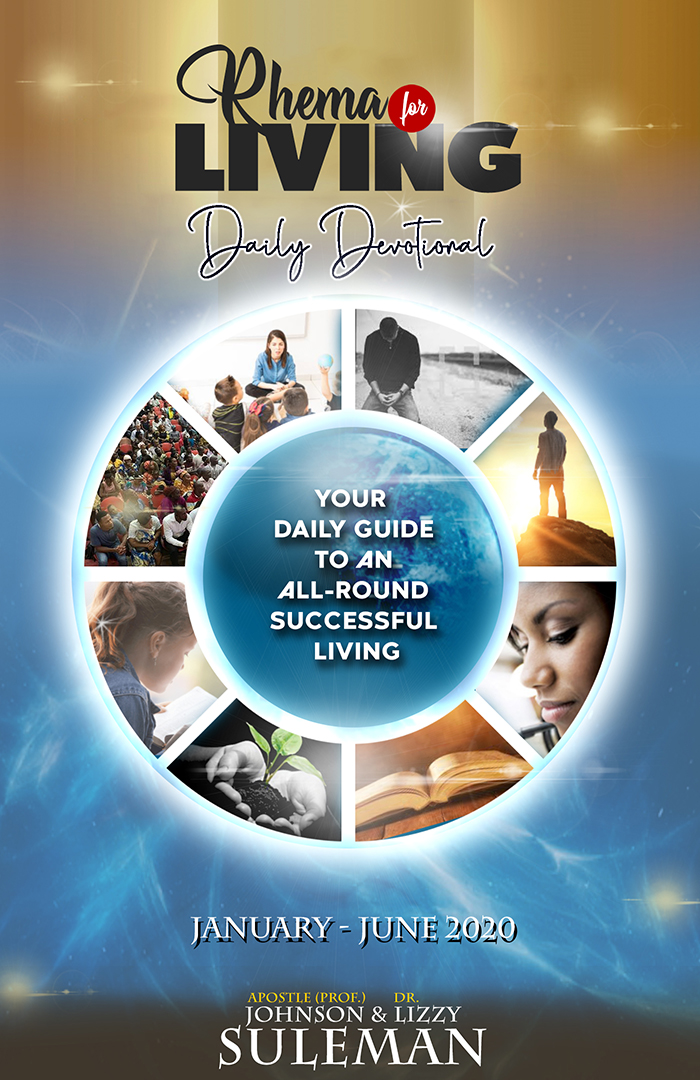 Rhema for
LIVING
Daily Devotional
YOUR
DAILY GUIDE
TO AN
ALL-ROUND
SUCCESSFUL
LIVING
JANUARY - JUNE 2020
APOSTLE (PROF.) DR.
JOHNSON & LIZZY
SULEMAN